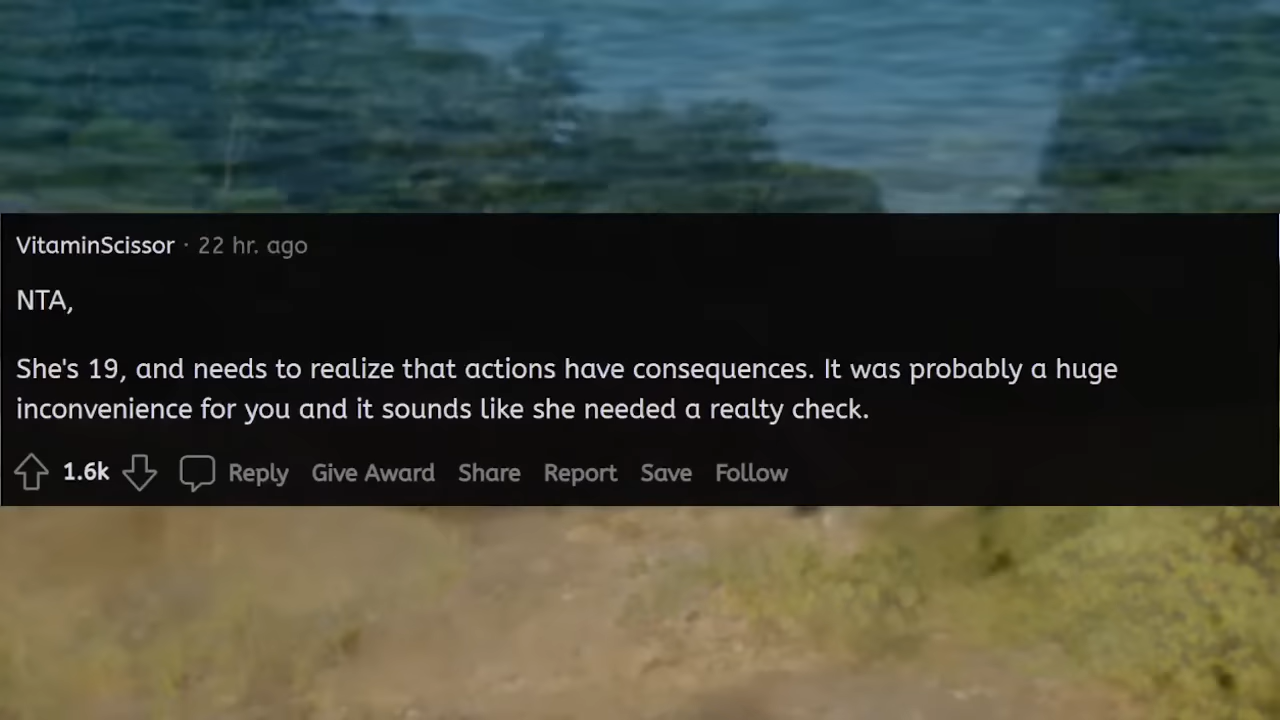 VitaminScissor · 22 hr. ago
NTA,
She's 19, and needs to realize that actions have consequences. It was probably a huge
inconvenience for you and it sounds like she needed a realty check.
1.6k Reply Give Award Share Report Save Follow